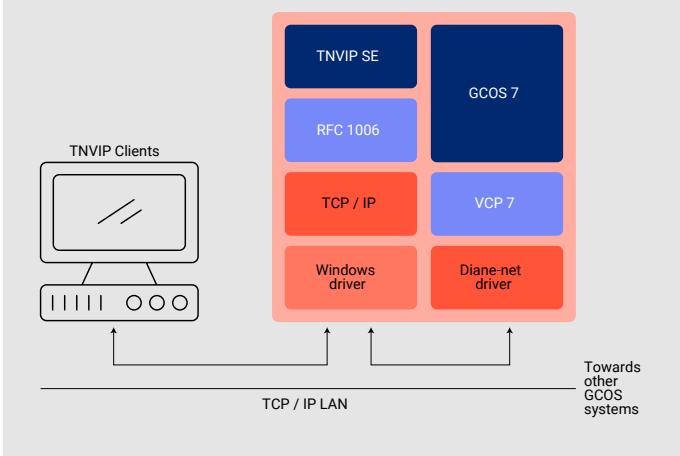 TNVIP SE
GCOS 7
RFC 1006
TNVIP Clients
TCP / IP
VCP 7
Windows
driver
Diane-net
driver
TCP / IP LAN
Towards
other
GCOS
systems